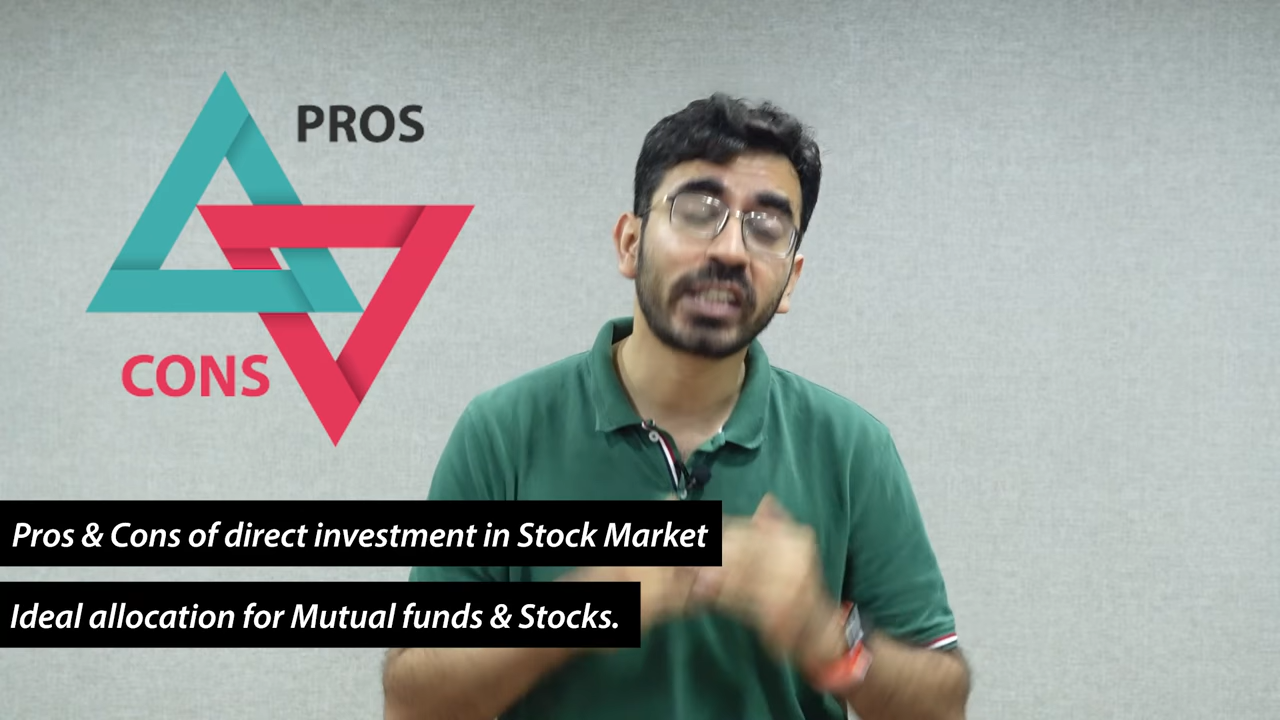 PROS
CONS
Pros & Cons of direct investment in Stock Market
Ideal allocation for Mutual funds & Stocks.